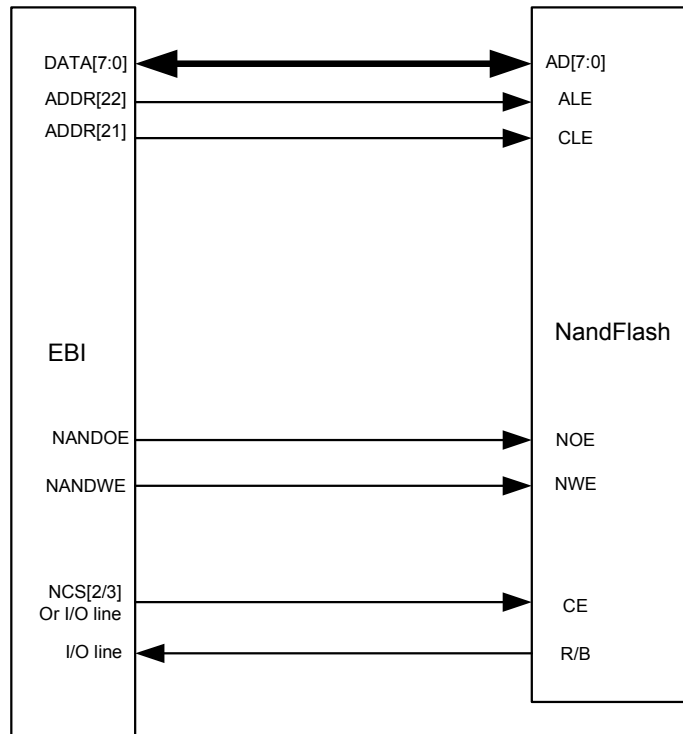 DATA[7:0]
AD[7:0]
ADDR[22]
ALE
ADDR[21]
CLE
EBI
NandFlash
NANDOE
NOE
NANDWE
NWE
NCS[2/3]
Or I/O line
CE
I/O line
R/B